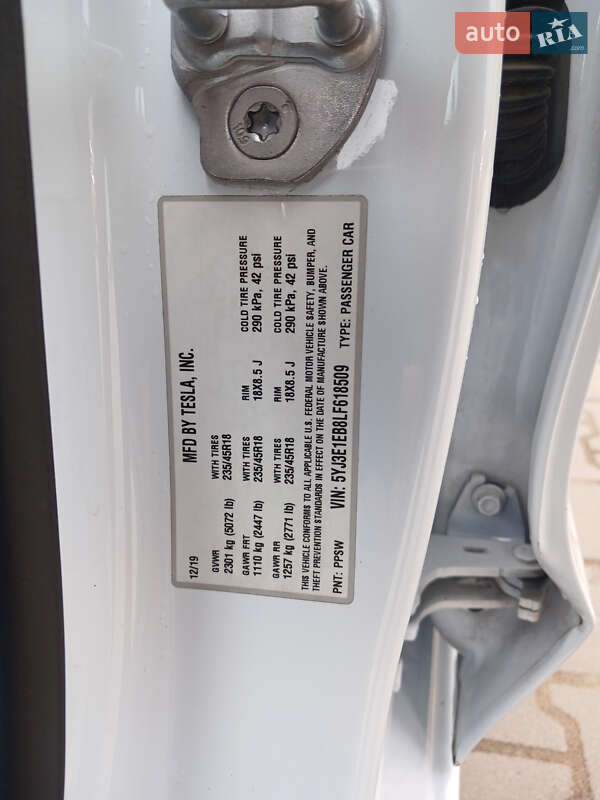 auto RIA.com
60L
MFD BY TESLA, INC.
12/19
GVWR WITH TIRES RIM COLD TIRE PRESSURE
2301 kg (5072 lb) 235/45R18 18X8.5 J 290 kPa, 42 psi
GAWR FRT WITH TIRES RIM COLD TIRE PRESSURE
1110 kg (2447 lb) 235/45R18 18X8.5 J 290 kPa, 42 psi
GAWR RR WITH TIRES
1257 kg (2771 lb) 235/45R18
THIS VEHICLE CONFORMS TO ALL APPLICABLE U.S. FEDERAL MOTOR VEHICLE SAFETY, BUMPER, AND
THEFT PREVENTION STANDARDS IN EFFECT ON THE DATE OF MANUFACTURE SHOWN ABOVE.
PNT: PPSW VIN: 5YJ3E1EB8LF618509 TYPE: PASSENGER CAR